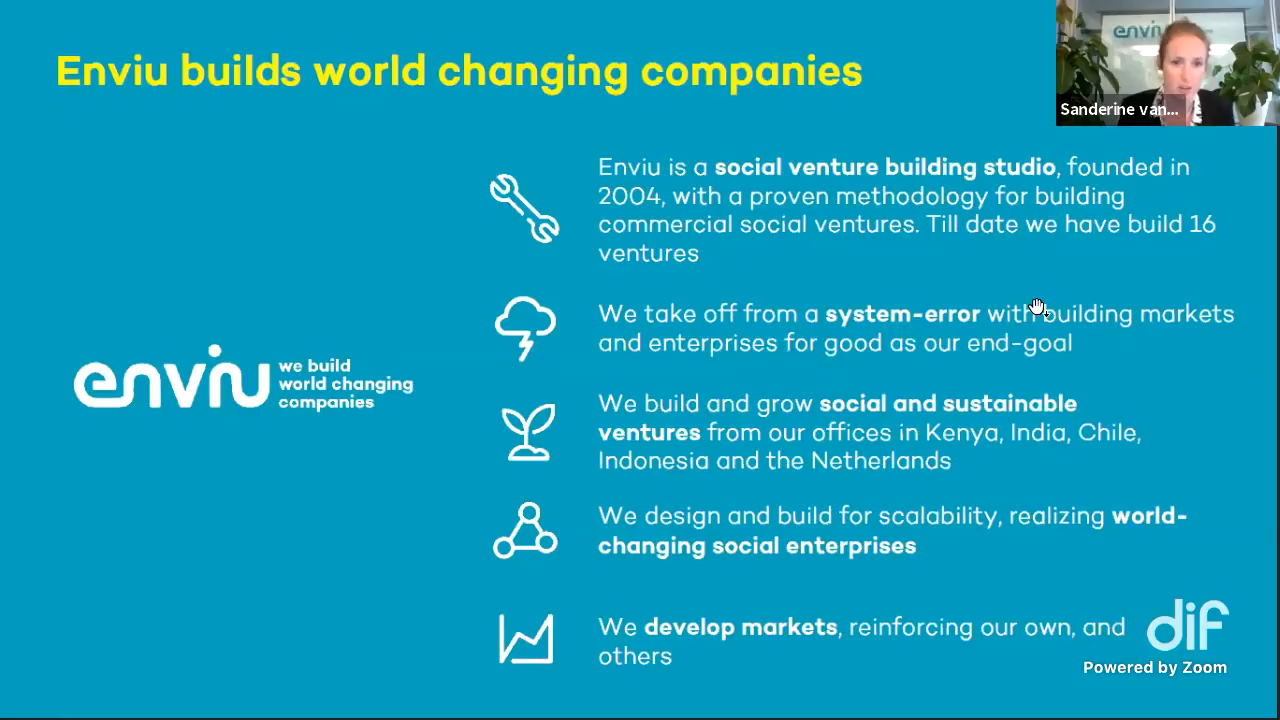 Enviu builds world changing companies
enviu
Sanderine van...
Enviu is a social venture building studio, founded in
2004, with a proven methodology for building
commercial social ventures. Till date we have build 16
ventures
We take off from a system-error with building markets
and enterprises for good as our end-goal
enviu
we build
world changing
companies
We build and grow social and sustainable
ventures from our offices in Kenya, India, Chile,
Indonesia and the Netherlands
We design and build for scalability, realizing world-
changing social enterprises
We develop markets, reinforcing our own, and
others
dif
Powered by Zoom